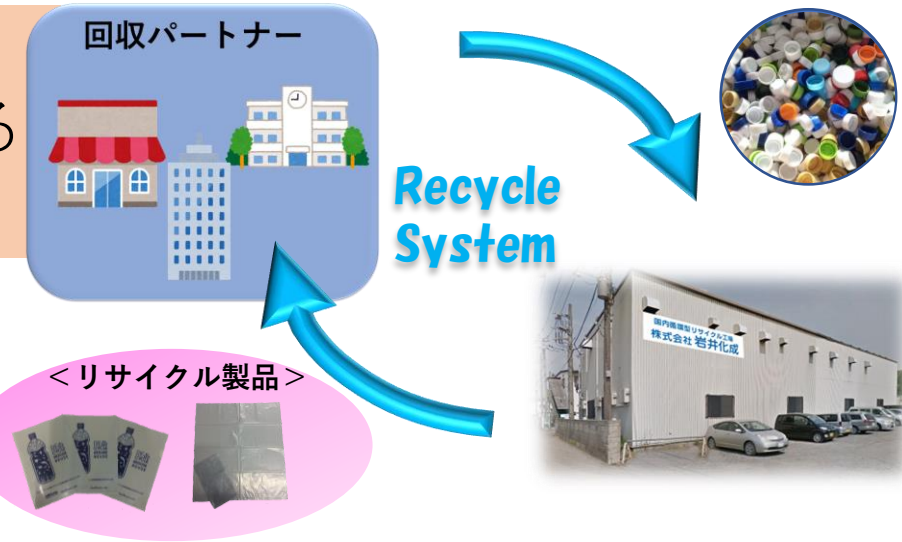 回収パートナー
る
Recycle
System
国内循環型リサイクル工場
株式会社 岩井化成
＜リサイクル製品＞